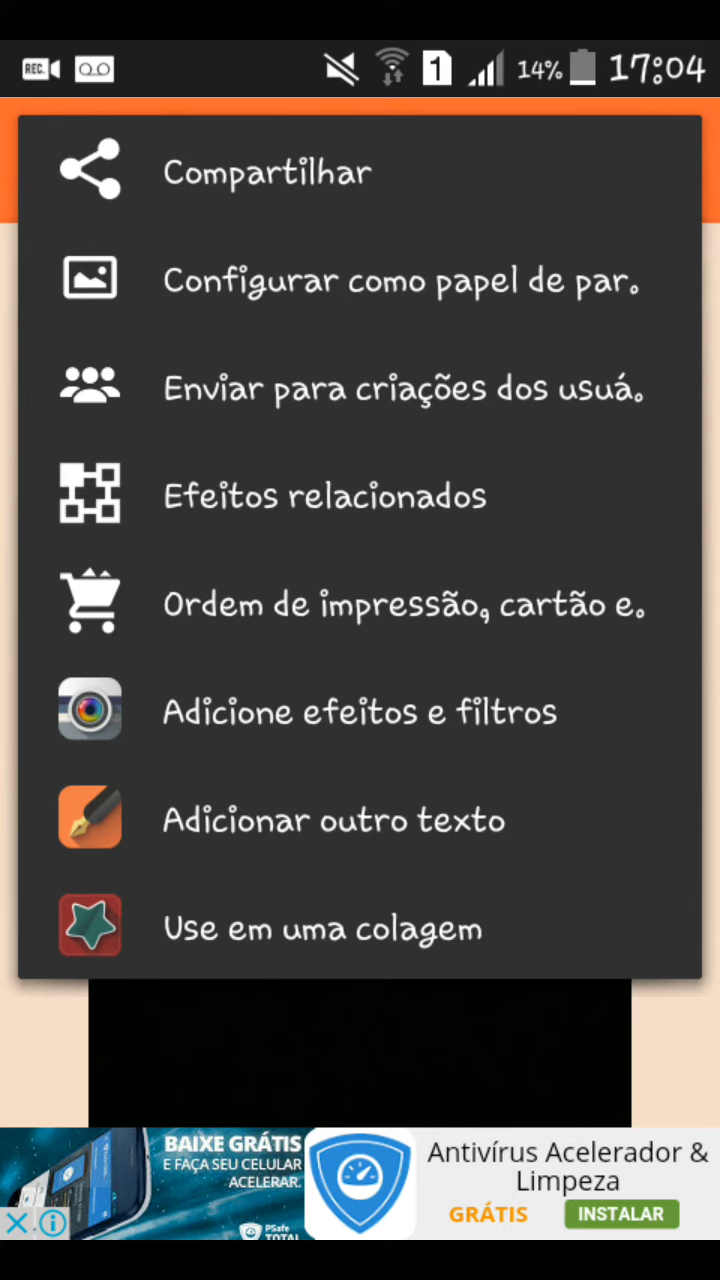 REC.
1
14%
17:04
Compartilhar
Configurar como papel de par.
Enviar para criações dos usuá.
Efeitos relacionados
Ordem de impressão, cartão e.
Adicione efeitos e filtros
Adicionar outro texto
Use em uma colagem
BAIXE GRÁTIS
E FAÇA SEU CELULAR
ACELERAR.
PSafe
TOTAL
Antivírus Acelerador &
Limpeza
GRÁTIS
INSTALAR